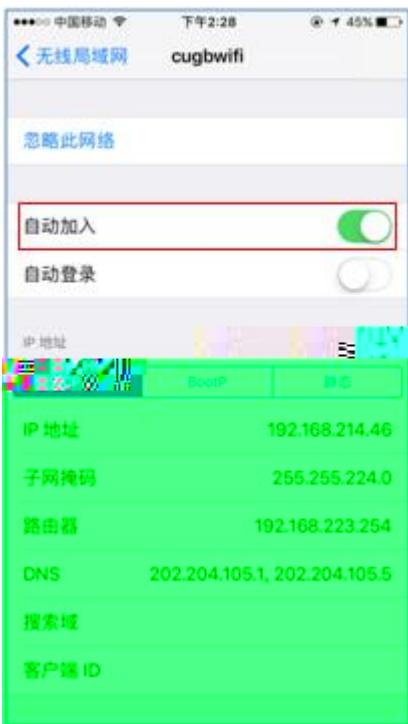 中国移动 下午2:28 45%
无线局域网 cugbwifi
忽略此网络
自动加入
自动登录
IP 地址
BootP 静态
IP 地址 192.168.214.46
子网掩码 255.255.224.0
路由器 192.168.223.254
DNS 202.204.105.1, 202.204.105.5
搜索域
客户端 ID